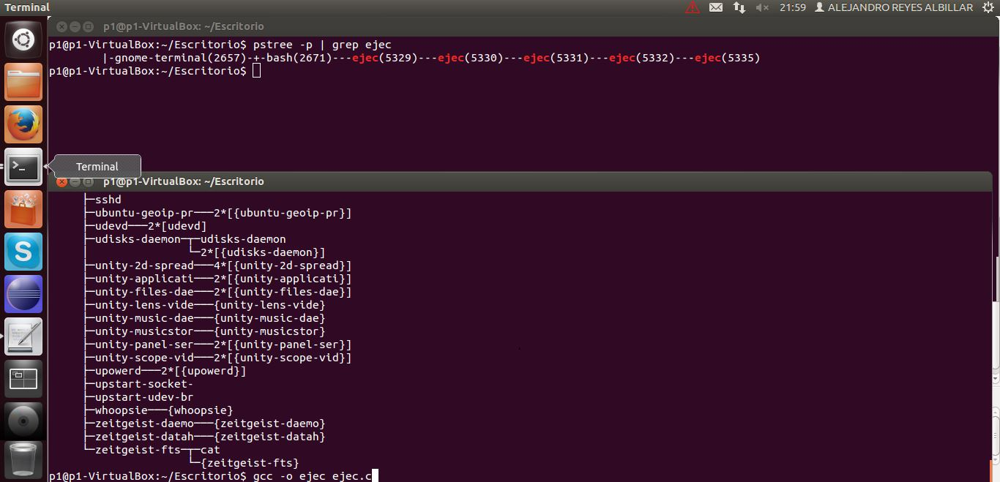 Terminal
21:59 ALEJANDRO REYES ALBILLAR
p1@p1-VirtualBox: ~/Escritorio
p1@p1-VirtualBox:~/Escritorio$ pstree -p | grep ejec
|-gnome-terminal(2657)-+-bash(2671)---ejec(5329)---ejec(5330)---ejec(5331)---ejec(5332)---ejec(5335)
p1@p1-VirtualBox:~/Escritorio$
Terminal
p1@p1-VirtualBox: ~/Escritorio
├─sshd
├─ubuntu-geoip-pr───2*[{ubuntu-geoip-pr}]
├─udevd───2*[udevd]
├─udisks-daemon─┬─udisks-daemon
│               └─2*[{udisks-daemon}]
├─unity-2d-spread───4*[{unity-2d-spread}]
├─unity-applicati───2*[{unity-applicati}]
├─unity-files-dae───2*[{unity-files-dae}]
├─unity-lens-vide───{unity-lens-vide}
├─unity-music-dae───{unity-music-dae}
├─unity-musicstor───{unity-musicstor}
├─unity-panel-ser───2*[{unity-panel-ser}]
├─unity-scope-vid───2*[{unity-scope-vid}]
├─upowerd───2*[{upowerd}]
├─upstart-socket-
├─upstart-udev-br
├─whoopsie───{whoopsie}
├─zeitgeist-daemo───{zeitgeist-daemo}
├─zeitgeist-datah───{zeitgeist-datah}
└─zeitgeist-fts─┬─cat
                └─{zeitgeist-fts}
p1@p1-VirtualBox:~/Escritorio$ gcc -o ejec ejec.c